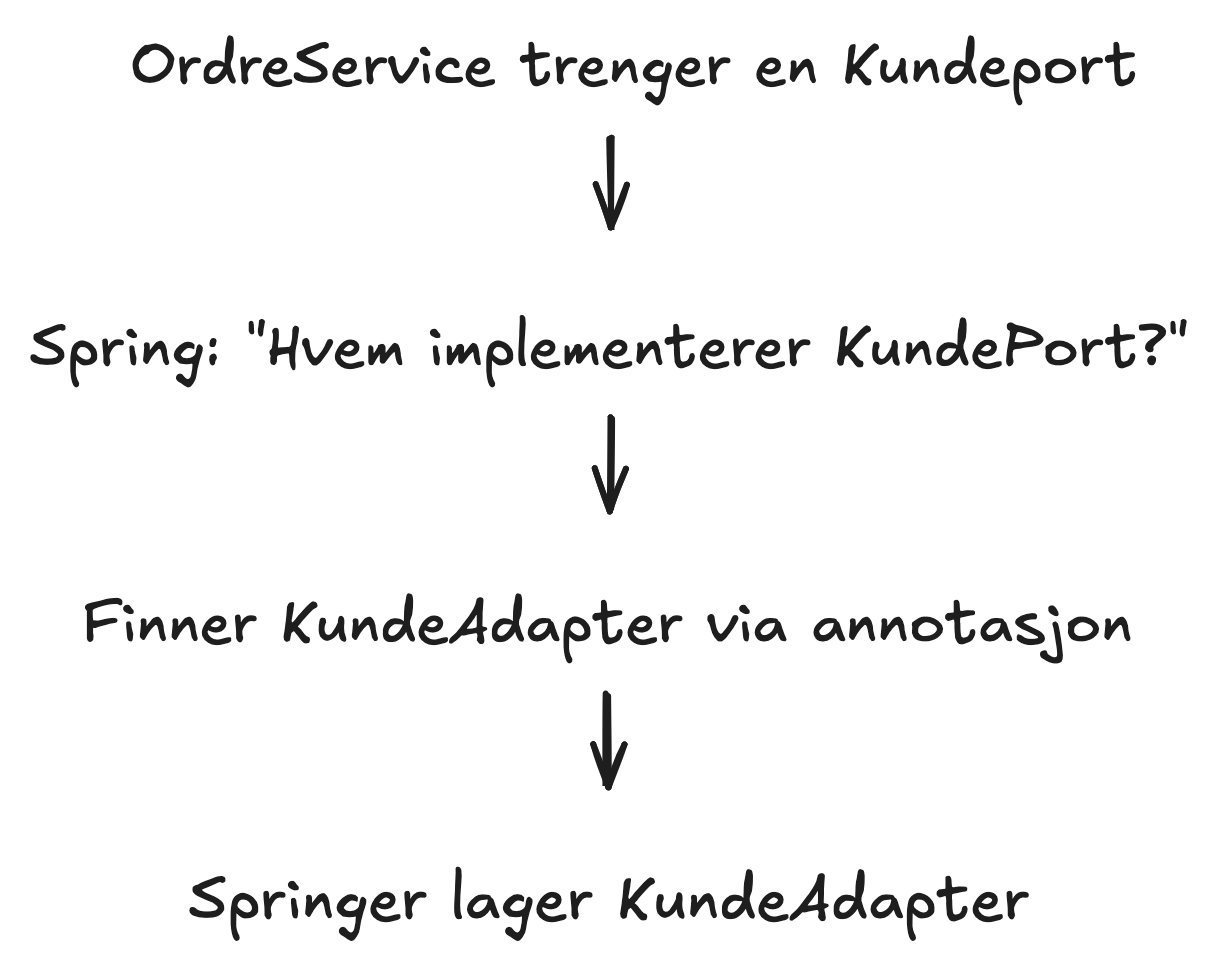 OrdreService trenger en Kundeport
Spring: "Hvem implementerer KundePort?"
Finner KundeAdapter via annotasjon
Springer lager KundeAdapter